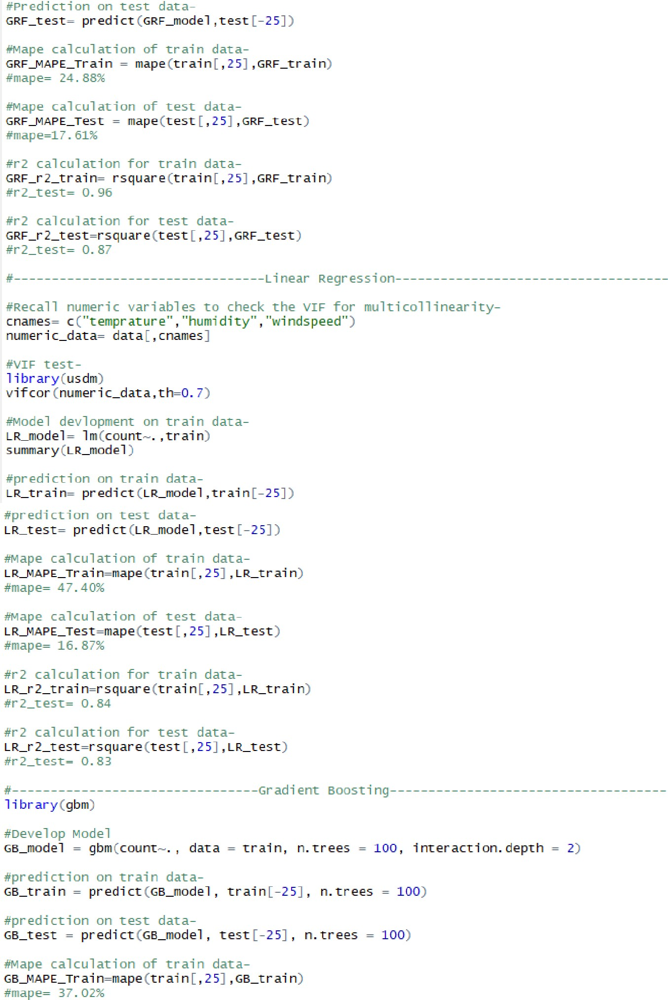 #Prediction on test data-
GRF_test= predict(GRF_model,test[-25])
#Mape calculation of train data-
GRF_MAPE_Train = mape(train[,25],GRF_train)
#mape= 24.88%
#Mape calculation of test data-
GRF_MAPE_Test = mape(test[,25],GRF_test)
#mape=17.61%
#r2 calculation for train data-
GRF_r2_train= rsquare(train[,25],GRF_train)
#r2_test= 0.96
#r2 calculation for test data-
GRF_r2_test=rsquare(test[,25],GRF_test)
#r2_test= 0.87
#---------------------------------Linear Regression------------------------------------
#Recall numeric variables to check the VIF for multicollinearity-
cnames= c("temprature","humidity","windspeed")
numeric_data= data[,cnames]
#VIF test-
library(usdm)
vifcor(numeric_data,th=0.7)
#Model devlopment on train data-
LR_model= lm(count~.,train)
summary(LR_model)
#prediction on train data-
LR_train= predict(LR_model,train[-25])
#prediction on test data-
LR_test= predict(LR_model,test[-25])
#Mape calculation of train data-
LR_MAPE_Train=mape(train[,25],LR_train)
#mape= 47.40%
#Mape calculation of test data-
LR_MAPE_Test=mape(test[,25],LR_test)
#mape= 16.87%
#r2 calculation for train data-
LR_r2_train=rsquare(train[,25],LR_train)
#r2_test= 0.84
#r2 calculation for test data-
LR_r2_test=rsquare(test[,25],LR_test)
#r2_test= 0.83
#--------------------------------Gradient Boosting------------------------------------
library(gbm)
#Develop Model
GB_model = gbm(count~., data = train, n.trees = 100, interaction.depth = 2)
#prediction on train data-
GB_train = predict(GB_model, train[-25], n.trees = 100)
#prediction on test data-
GB_test = predict(GB_model, test[-25], n.trees = 100)
#Mape calculation of train data-
GB_MAPE_Train=mape(train[,25],GB_train)
#mape= 37.02%